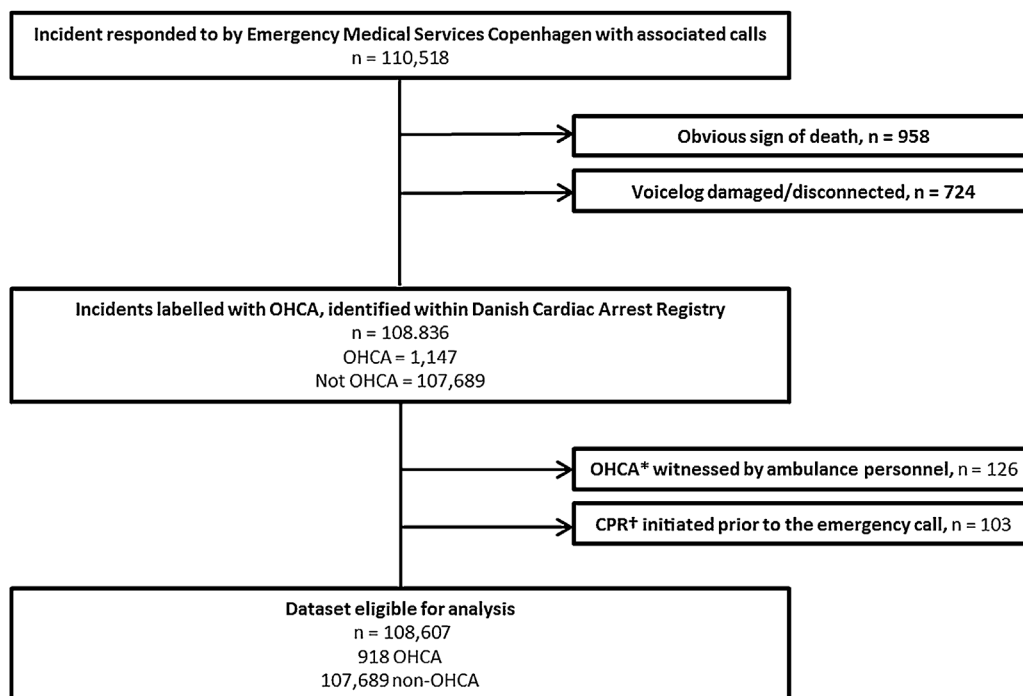 Incident responded to by Emergency Medical Services Copenhagen with associated calls
n = 110,518
Obvious sign of death, n = 958
Voicelog damaged/disconnected, n = 724
Incidents labelled with OHCA, identified within Danish Cardiac Arrest Registry
n = 108.836
OHCA = 1,147
Not OHCA = 107,689
OHCA* witnessed by ambulance personnel, n = 126
CPR† initiated prior to the emergency call, n = 103
Dataset eligible for analysis
n = 108,607
918 OHCA
107,689 non-OHCA